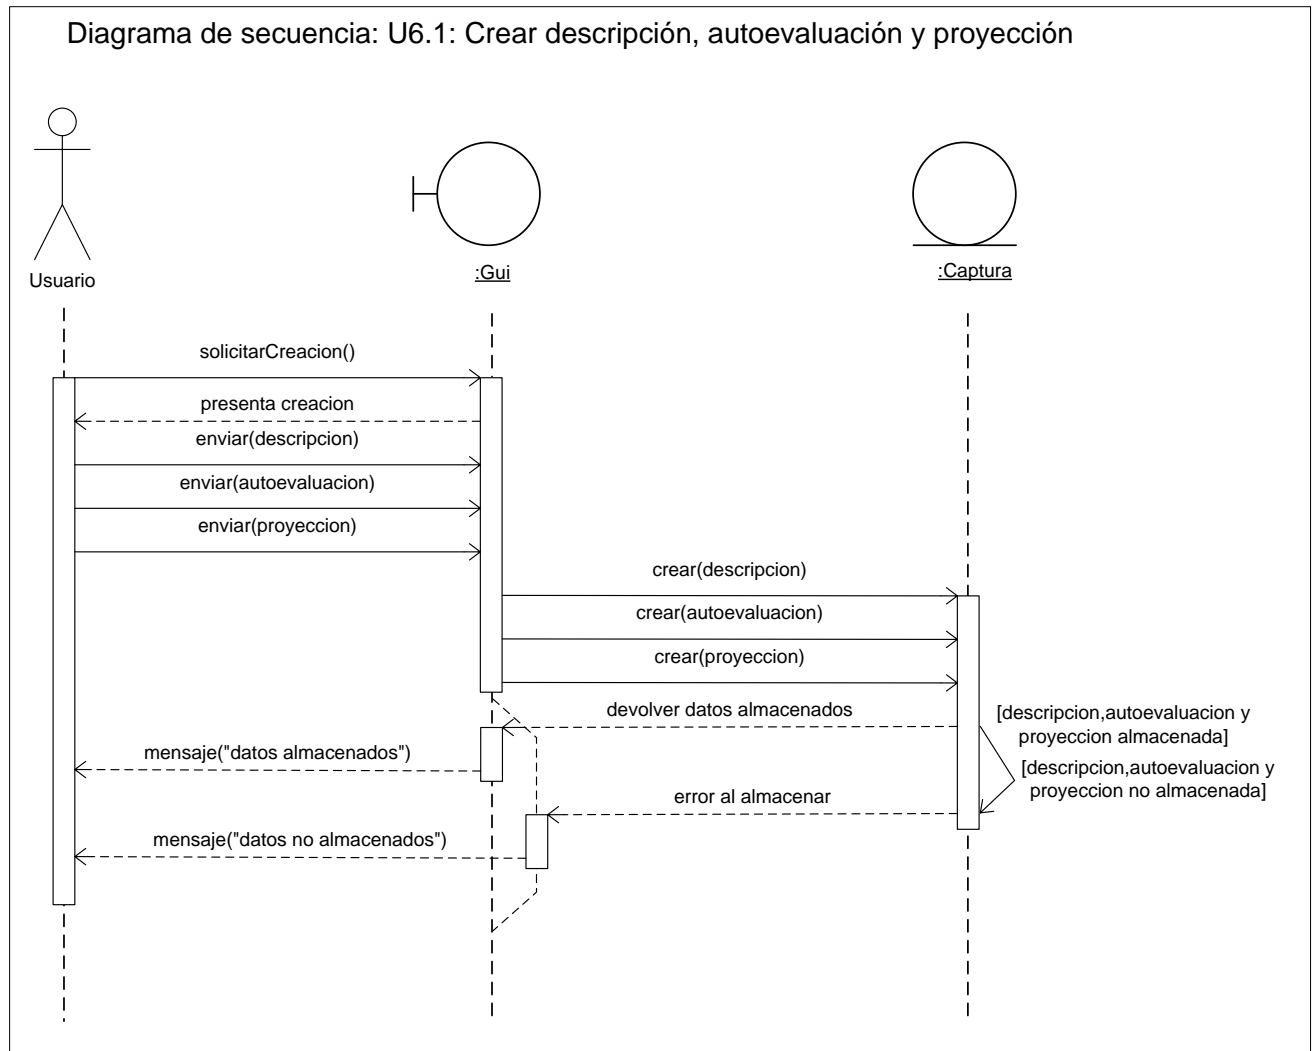 Diagrama de secuencia: U6.1: Crear descripción, autoevaluación y proyección
Usuario
:Gui
:Captura
solicitarCreacion()
presenta creacion
enviar(descripcion)
enviar(autoevaluacion)
enviar(proyeccion)
crear(descripcion)
crear(autoevaluacion)
crear(proyeccion)
devolver datos almacenados
[descripcion,autoevaluacion y
proyeccion almacenada]
mensaje("datos almacenados")
[descripcion,autoevaluacion y
proyeccion no almacenada]
error al almacenar
mensaje("datos no almacenados")